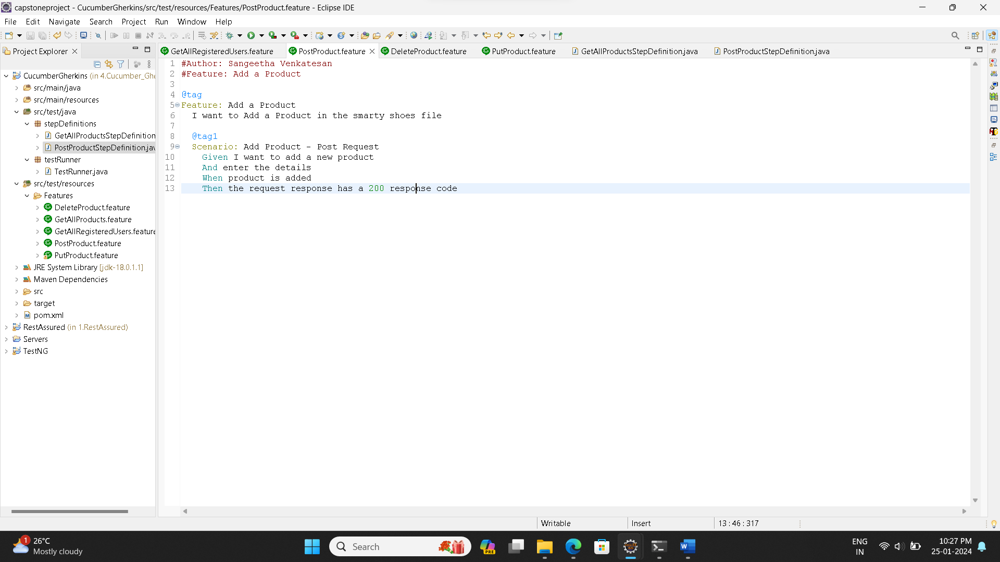 capstoneproject - CucumberGherkins/src/test/resources/Features/PostProduct.feature - Eclipse IDE
File Edit Navigate Search Project Run Window Help
Project Explorer
GetAllRegisteredUsers.feature PostProduct.feature DeleteProduct.feature PutProduct.feature GetAllProductsStepDefinition.java PostProductStepDefinition.java
CucumberGherkins (in 4.Cucumber_Ghe
src/main/java
src/main/resources
src/test/java
stepDefinitions
GetAllProductsStepDefinition
PostProductStepDefinition.jav
testRunner
TestRunner.java
src/test/resources
Features
DeleteProduct.feature
GetAllProducts.feature
GetAllRegisteredUsers.feature
PostProduct.feature
PutProduct.feature
JRE System Library [jdk-18.0.1.1]
Maven Dependencies
src
target
pom.xml
RestAssured (in 1.RestAssured)
Servers
TestNG
1 #Author: Sangeetha Venkatesan
2 #Feature: Add a Product
3
4 @tag
5 Feature: Add a Product
6 I want to Add a Product in the smarty shoes file
7
8 @tag1
9 Scenario: Add Product - Post Request
10 Given I want to add a new product
11 And enter the details
12 When product is added
13 Then the request response has a 200 response code
Writable Insert 13 : 46 : 317
1
26°C
Mostly cloudy
Search
PRE
ENG
IN
10:27 PM
25-01-2024